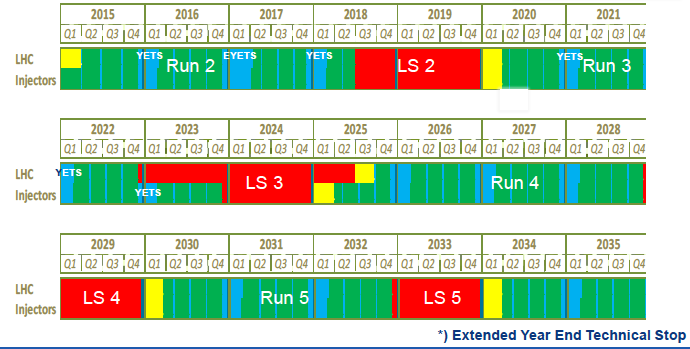 2015 2016 2017 2018 2019 2020 2021
Q1 Q2 Q3 Q4 Q1 Q2 Q3 Q4 Q1 Q2 Q3 Q4 Q1 Q2 Q3 Q4 Q1 Q2 Q3 Q4 Q1 Q2 Q3 Q4 Q1 Q2 Q3 Q4
LHC YETS EYETS YETS YETS
Run 2 LS 2 Run 3
Injectors
2022 2023 2024 2025 2026 2027 2028
Q1 Q2 Q3 Q4 Q1 Q2 Q3 Q4 Q1 Q2 Q3 Q4 Q1 Q2 Q3 Q4 Q1 Q2 Q3 Q4 Q1 Q2 Q3 Q4 Q1 Q2 Q3 Q4
LHC YETS
LS 3 Run 4
Injectors YETS
2029 2030 2031 2032 2033 2034 2035
Q1 Q2 Q3 Q4 Q1 Q2 Q3 Q4 Q1 Q2 Q3 Q4 Q1 Q2 Q3 Q4 Q1 Q2 Q3 Q4 Q1 Q2 Q3 Q4 Q1 Q2 Q3 Q4
LHC
LS 4 Run 5 LS 5
Injectors
*) Extended Year End Technical Stop